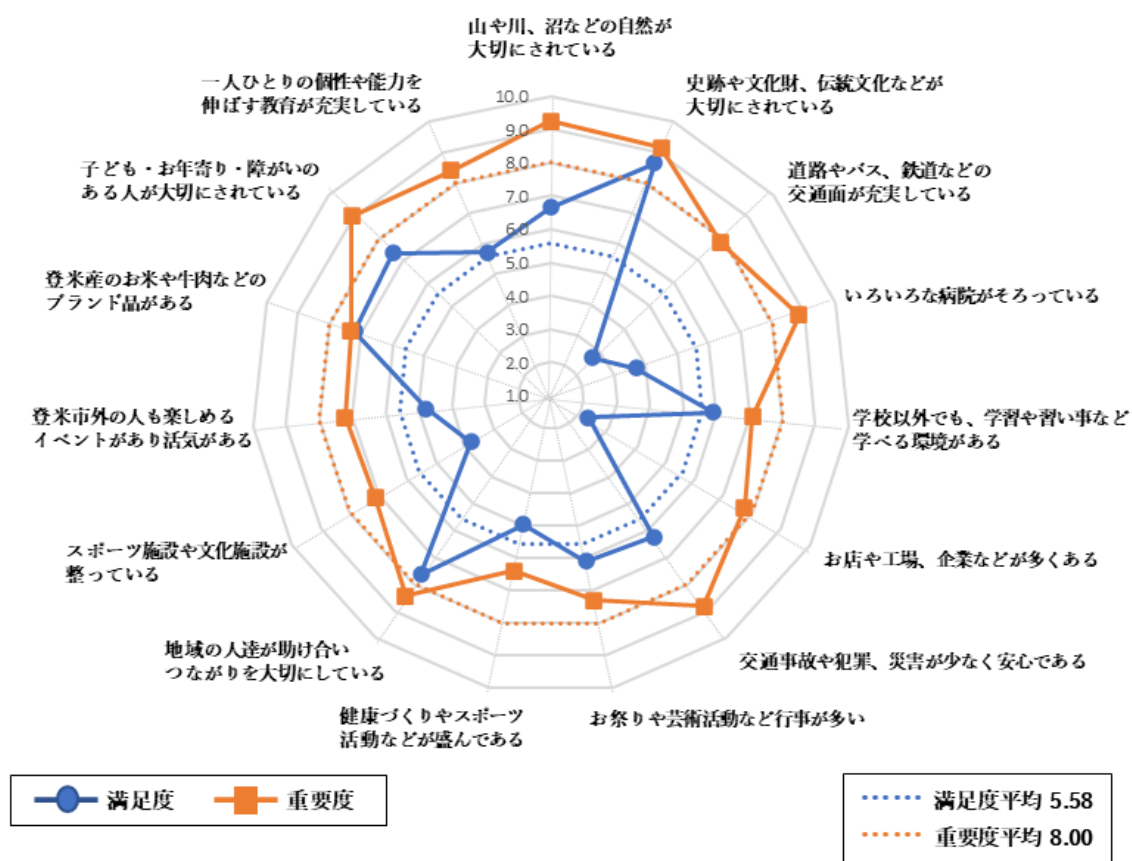 山や川、沼などの自然が
大切にされている
史跡や文化財、伝統文化などが
大切にされている
道路やバス、鉄道などの
交通面が充実している
いろいろな病院がそろっている
学校以外でも、学習や習い事など
学べる環境がある
お店や工場、企業などが多くある
交通事故や犯罪、災害が少なく安心である
お祭りや芸術活動など行事が多い
健康づくりやスポーツ
活動などが盛んである
地域の人達が助け合い
つながりを大切にしている
スポーツ施設や文化施設が
整っている
登米市外の人も楽しめる
イベントがあり活気がある
登米産のお米や牛肉などの
ブランド品がある
子ども・お年寄り・障がいの
ある人が大切にされている
一人ひとりの個性や能力を
伸ばす教育が充実している
10.0
9.0
8.0
7.0
6.0
5.0
4.0
3.0
2.0
1.0
満足度
重要度
満足度平均 5.58
重要度平均 8.00